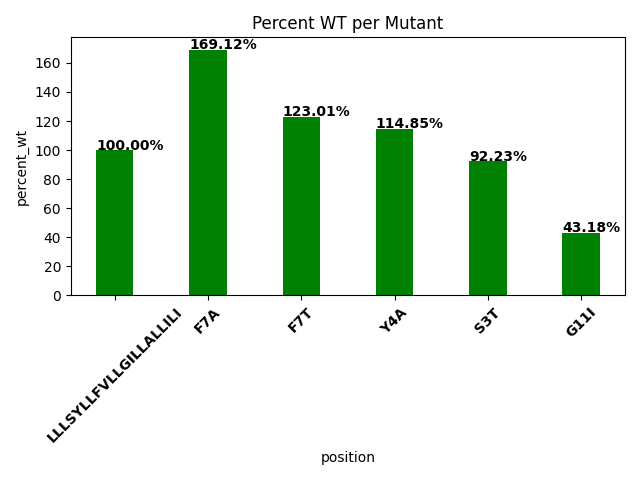 Percent WT per Mutant
percent_wt
160
140
120
100
80
60
40
20
0
100.00%
169.12%
123.01%
114.85%
92.23%
43.18%
LLLSYLLFVLLGILLALLILI
F7A
F7T
Y4A
S3T
G11I
position